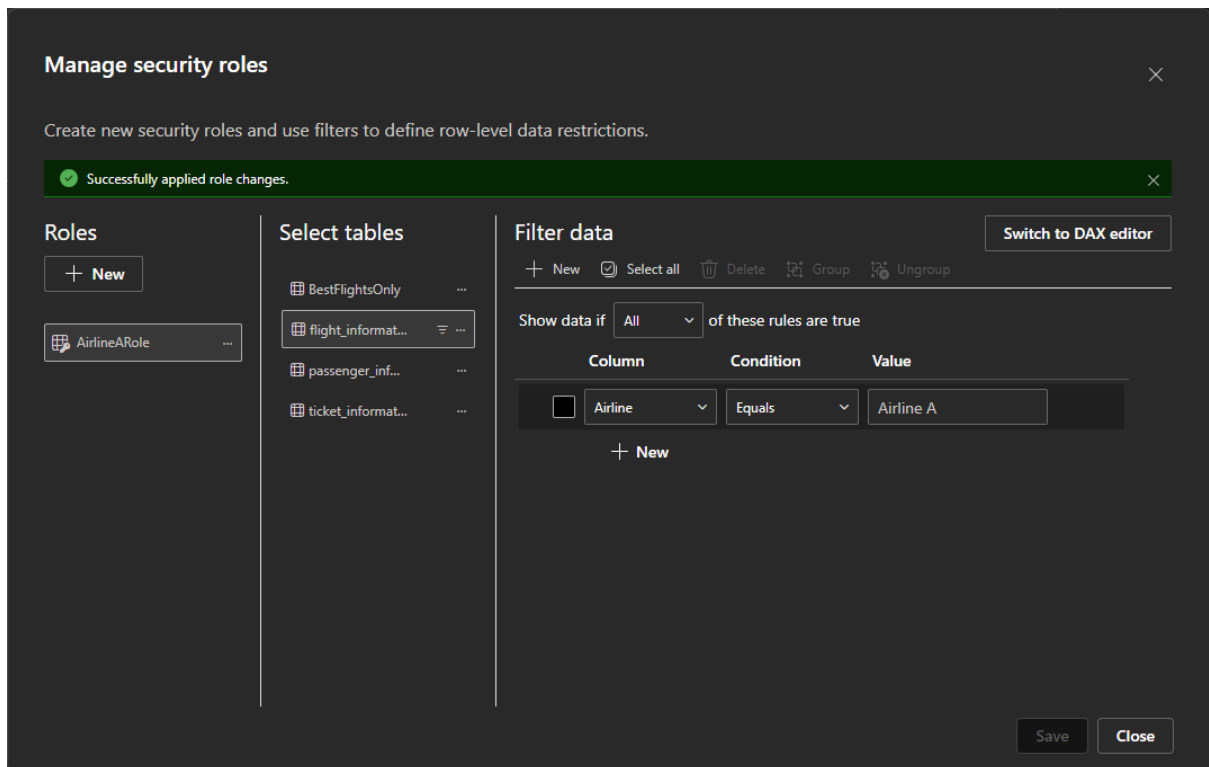 Manage security roles
Create new security roles and use filters to define row-level data restrictions.
Successfully applied role changes.
Roles
New
AirlineARole
...
Select tables
BestFlightsOnly ...
flight_informat... ...
passenger_inf... ...
ticket_informat... ...
Filter data
Switch to DAX editor
New Select all Delete Group Ungroup
Show data if All of these rules are true
Column Condition Value
Airline Equals Airline A
New
Save Close